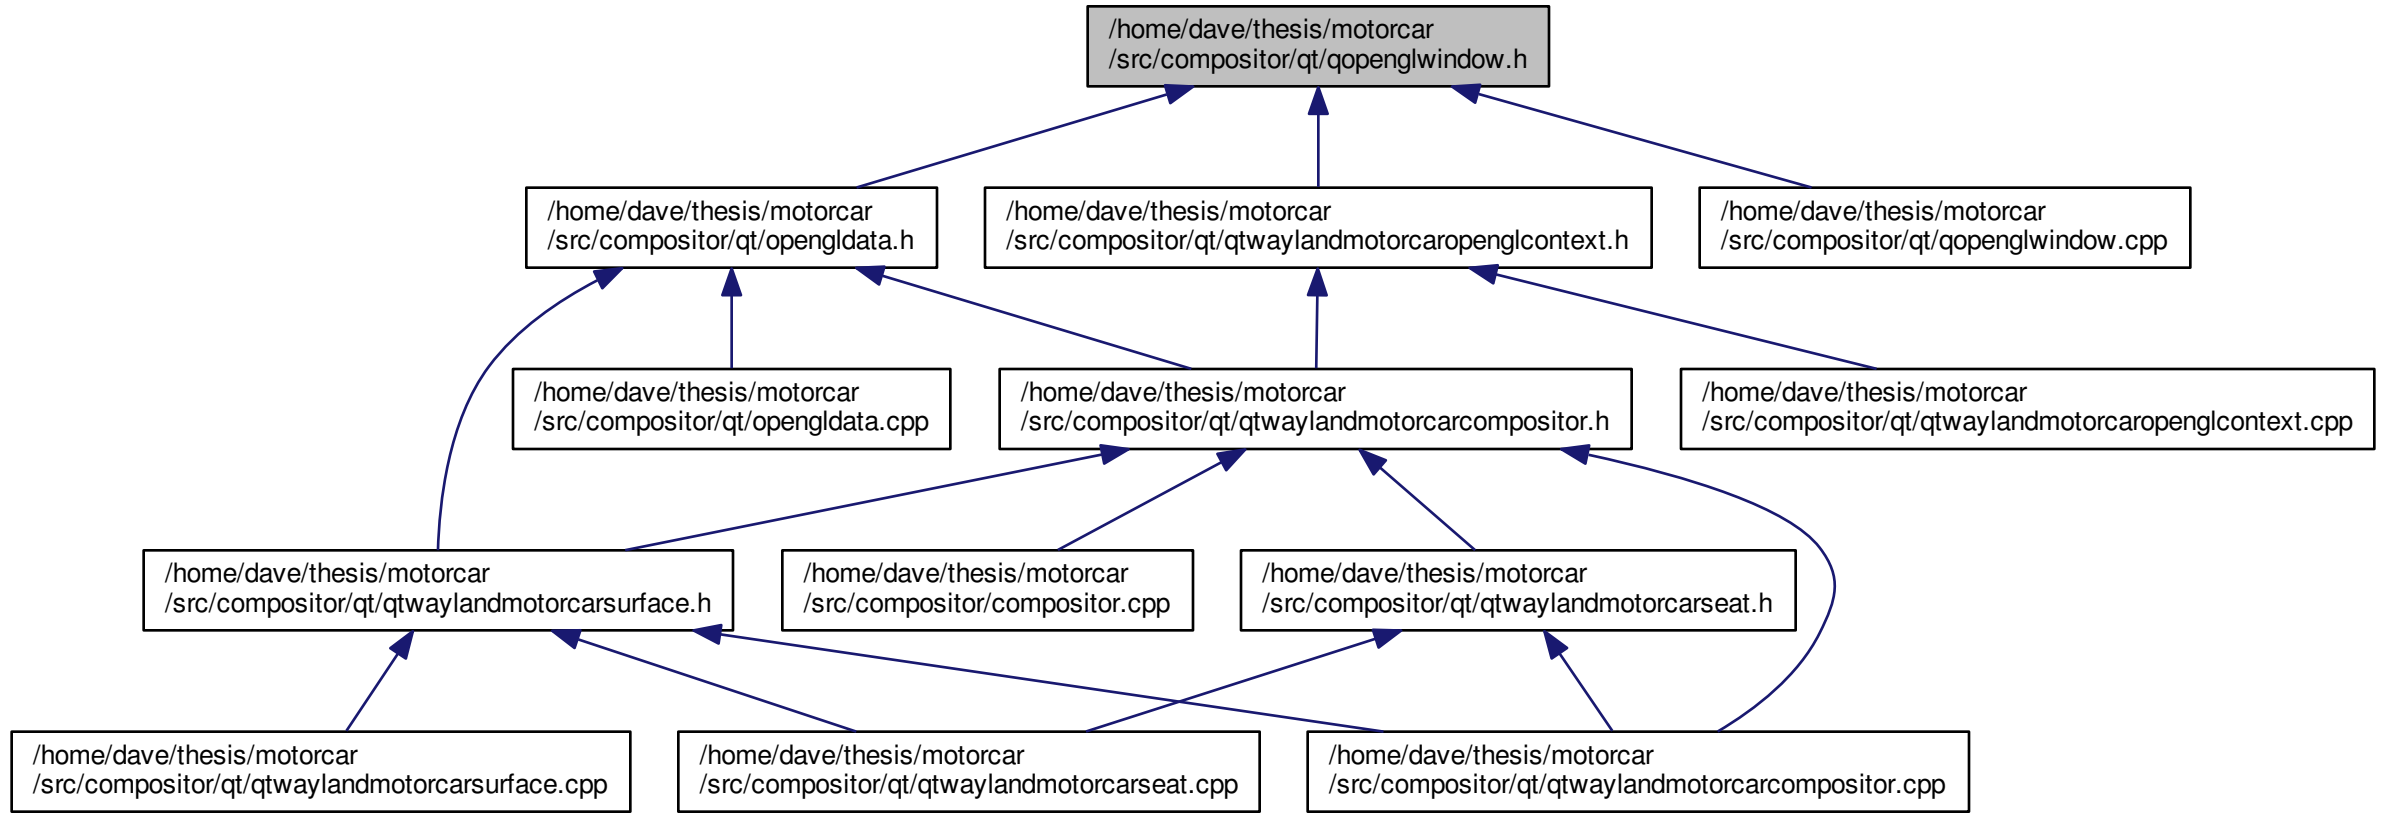 /home/dave/thesis/motorcar
/src/compositor/qt/qopenglwindow.h
/home/dave/thesis/motorcar
/src/compositor/qt/opengldata.h
/home/dave/thesis/motorcar
/src/compositor/qt/qtwaylandmotorcaropenglcontext.h
/home/dave/thesis/motorcar
/src/compositor/qt/qopenglwindow.cpp
/home/dave/thesis/motorcar
/src/compositor/qt/opengldata.cpp
/home/dave/thesis/motorcar
/src/compositor/qt/qtwaylandmotorcarcompositor.h
/home/dave/thesis/motorcar
/src/compositor/qt/qtwaylandmotorcaropenglcontext.cpp
/home/dave/thesis/motorcar
/src/compositor/qt/qtwaylandmotorcarsurface.h
/home/dave/thesis/motorcar
/src/compositor/compositor.cpp
/home/dave/thesis/motorcar
/src/compositor/qt/qtwaylandmotorcarseat.h
/home/dave/thesis/motorcar
/src/compositor/qt/qtwaylandmotorcarsurface.cpp
/home/dave/thesis/motorcar
/src/compositor/qt/qtwaylandmotorcarseat.cpp
/home/dave/thesis/motorcar
/src/compositor/qt/qtwaylandmotorcarcompositor.cpp